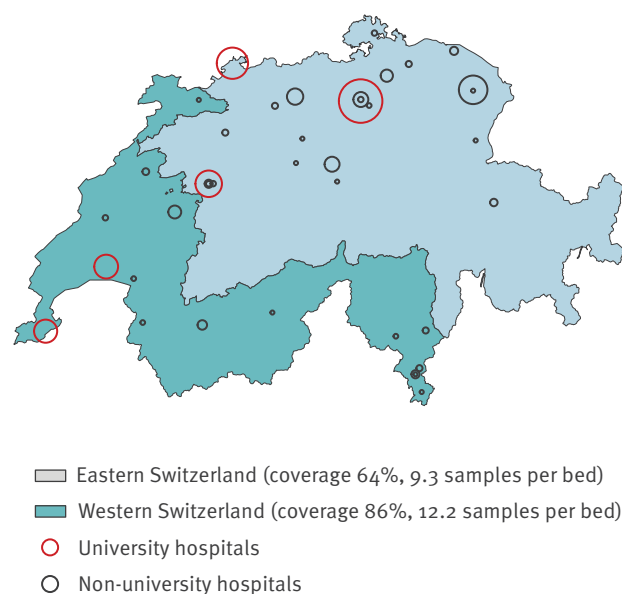 Eastern Switzerland (coverage 64%, 9.3 samples per bed)
Western Switzerland (coverage 86%, 12.2 samples per bed)
University hospitals
Non-university hospitals